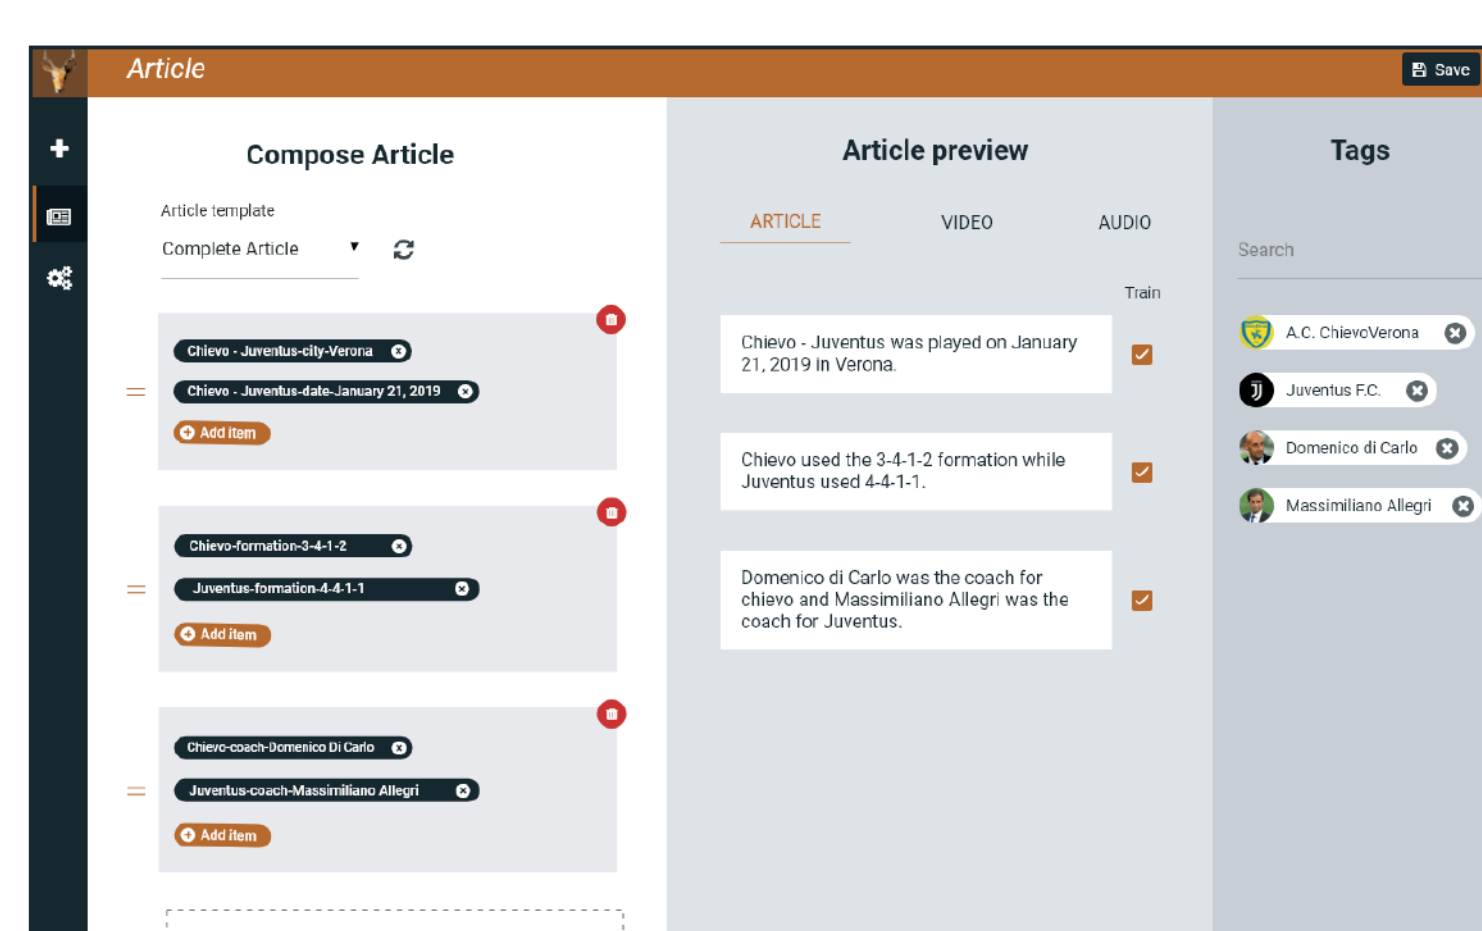 Article
Save
Compose Article
Article template
Complete Article
Chievo - Juventus-city-Verona
Chievo - Juventus-date-January 21, 2019
Add item
Chievo-formation-3-4-1-2
Juventus-formation-4-4-1-1
Add item
Chievo-coach-Domenico Di Carlo
Juventus-coach-Massimiliano Allegri
Add item
Article preview
ARTICLE VIDEO AUDIO
Train
Chievo - Juventus was played on January
21, 2019 in Verona.
Chievo used the 3-4-1-2 formation while
Juventus used 4-4-1-1.
Domenico di Carlo was the coach for
chievo and Massimiliano Allegri was the
coach for Juventus.
Tags
Search
A.C. ChievoVerona
Juventus F.C.
Domenico di Carlo
Massimiliano Allegri